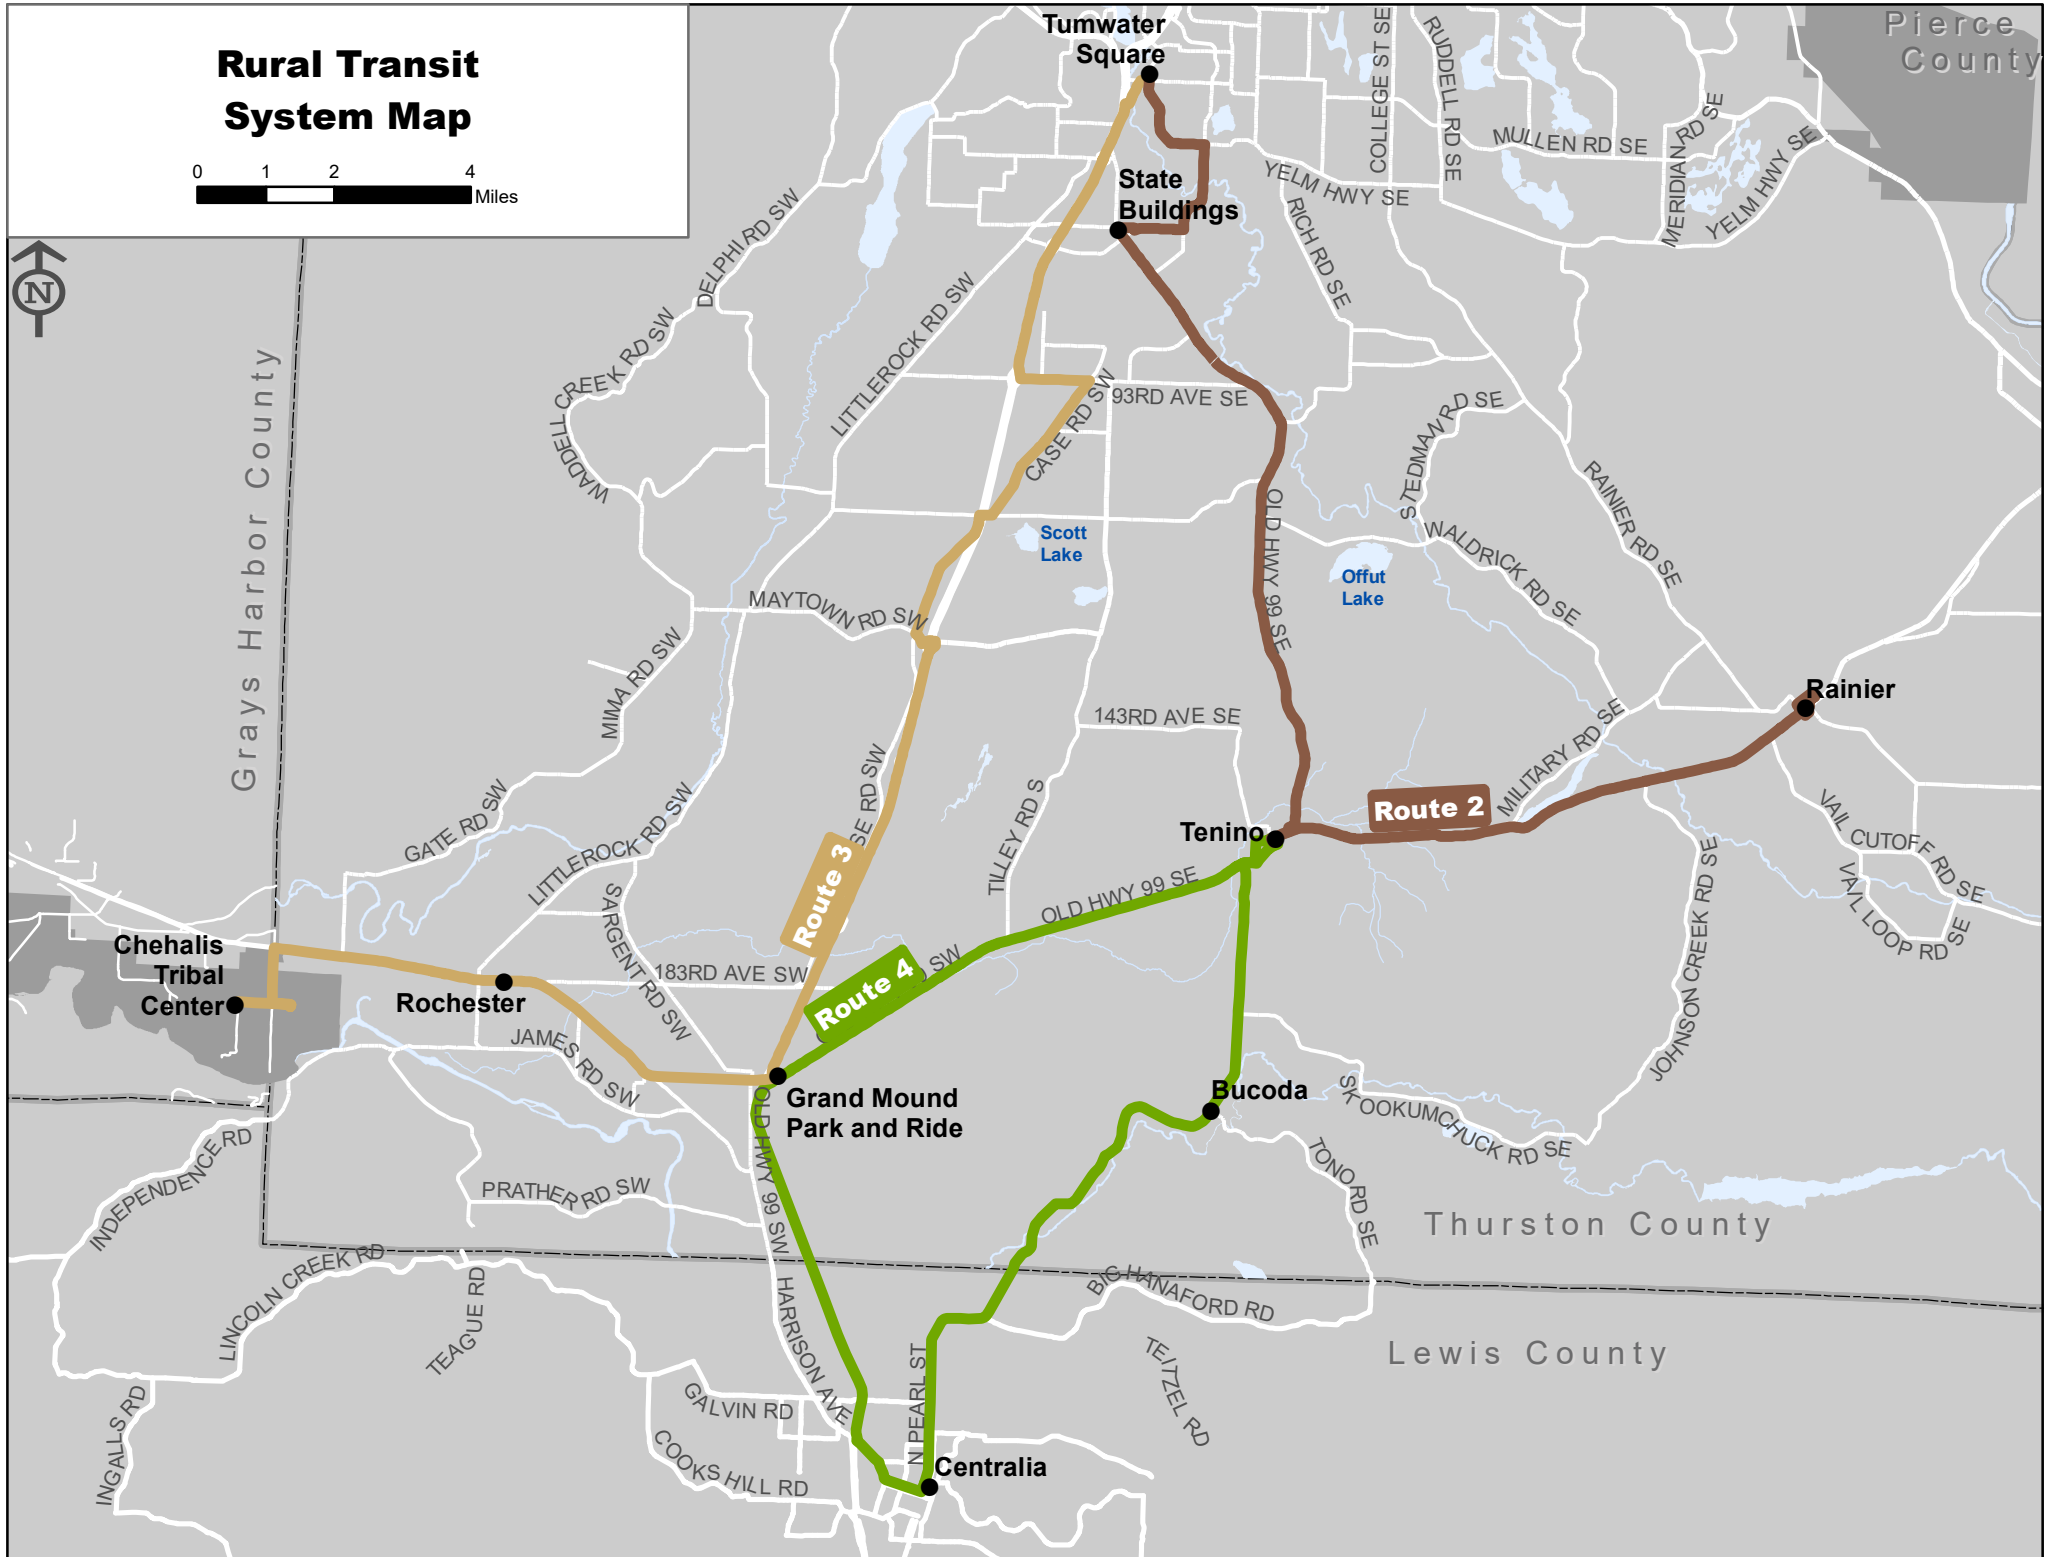 Rural Transit
System Map
0
1
2
4
Miles
N
Tumwater
Square
State
Buildings
Pierce
County
COLLEGE ST SE
RUDDELL RD SE
MULLEN RD SE
MERIDIAN RD SE
YELM HWY SE
YELM HWY SE
RICH RD SE
DELPHI RD SW
WADDELL CREEK RD SW
LITTLEROCK RD SW
CASE RD SW
93RD AVE SE
STEDMAN RD SE
RAINIER RD SE
WALDRICK RD SE
OLD HWY 99 SE
Scott
Lake
Offut
Lake
Grays Harbor County
MAYTOWN RD SW
MIMA RD SW
143RD AVE SE
Rainier
MILITARY RD SE
Route 2
Tenino
VAIL CUTOFF RD SE
VAIL LOOP RD SE
GATE RD SW
LITTLEROCK RD SW
SE RD SW
Route 3
TILLEY RD S
OLD HWY 99 SE
SARGENT RD SW
183RD AVE SW
Route 4
SW
JOHNSON CREEK RD SE
Chehalis
Tribal
Center
Rochester
JAMES RD SW
Grand Mound
Park and Ride
Bucoda
SKOOKUMCHUCK RD SE
TONO RD SE
INDEPENDENCE RD
PRATHER RD SW
OLD HWY 99 SW
Thurston County
LINCOLN CREEK RD
TEAGUE RD
HARRISON AVE
BIG HANAFORD RD
Lewis County
TEITZEL RD
N PEARL ST
GALVIN RD
INGALLS RD
COOKS HILL RD
Centralia